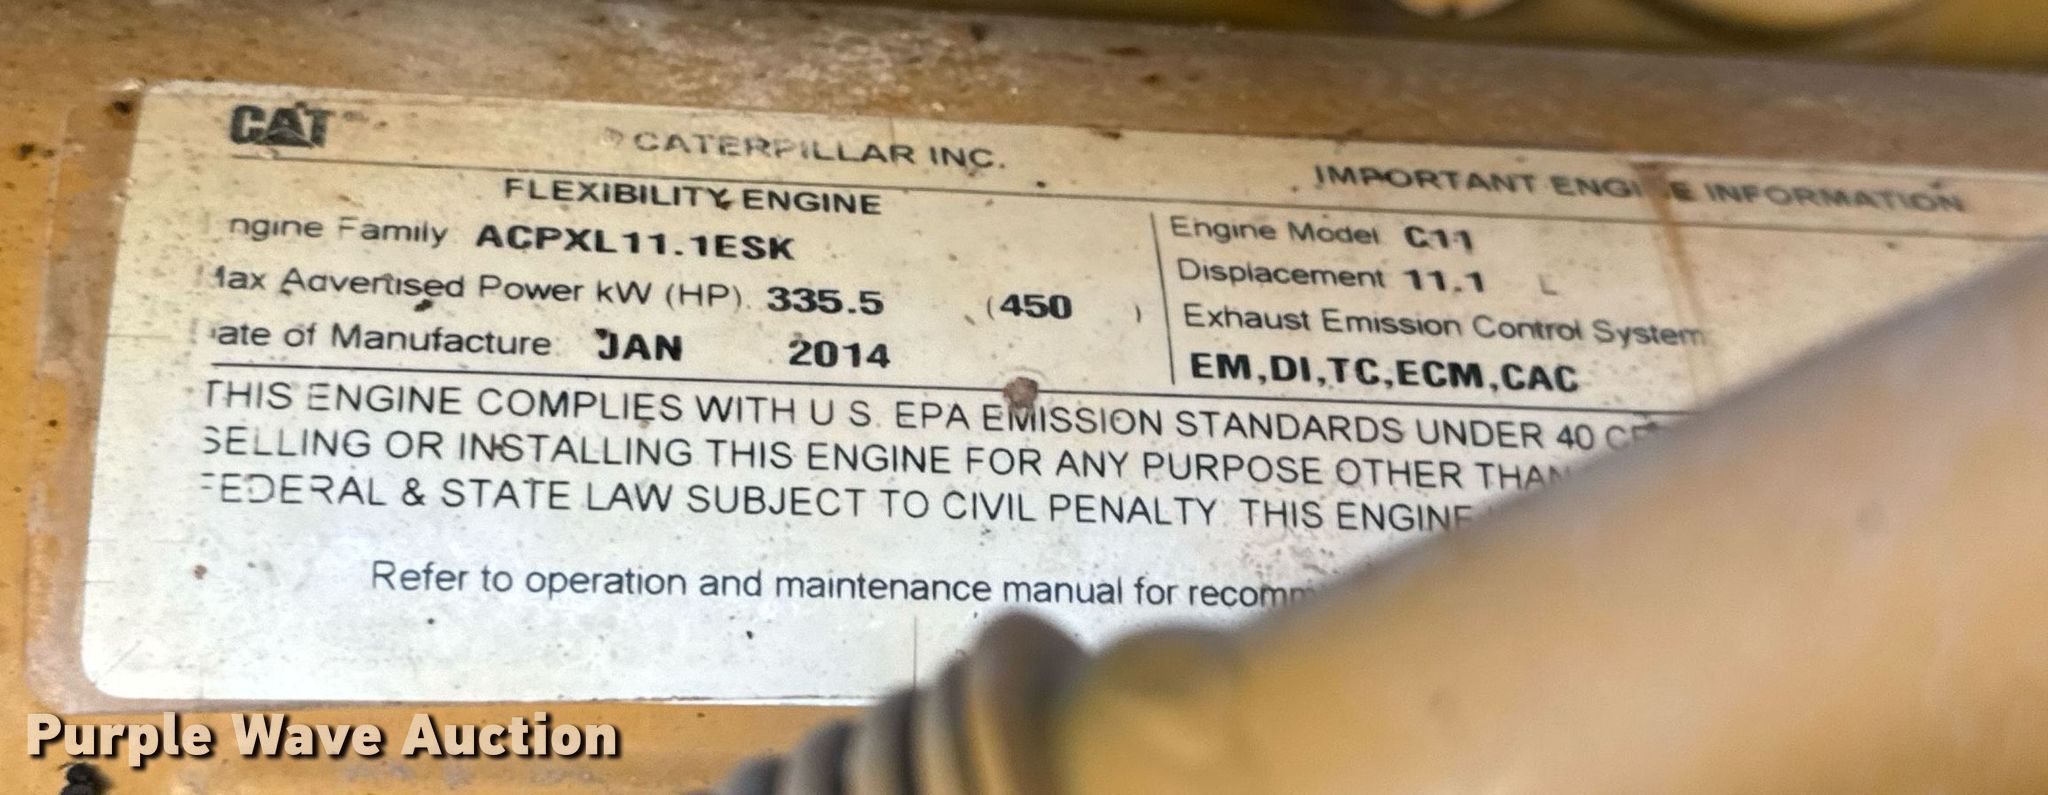 CAT
CATERPILLAR INC.
IMPORTANT ENGINE INFORMATION
FLEXIBILITY ENGINE
ngine Family ACPXL11.1ESK
Max Advertised Power kW (HP) 335.5 (450 )
ate of Manufacture JAN 2014
Engine Model C11
Displacement 11.1 L
Exhaust Emission Control System
EM,DI,TC,ECM,CAC
THIS ENGINE COMPLIES WITH U S. EPA EMISSION STANDARDS UNDER 40
SELLING OR INSTALLING THIS ENGINE FOR ANY PURPOSE OTHER THAN
FEDERAL & STATE LAW SUBJECT TO CIVIL PENALTY. THIS ENGINE
Refer to operation and maintenance manual for recomm
Purple Wave Auction